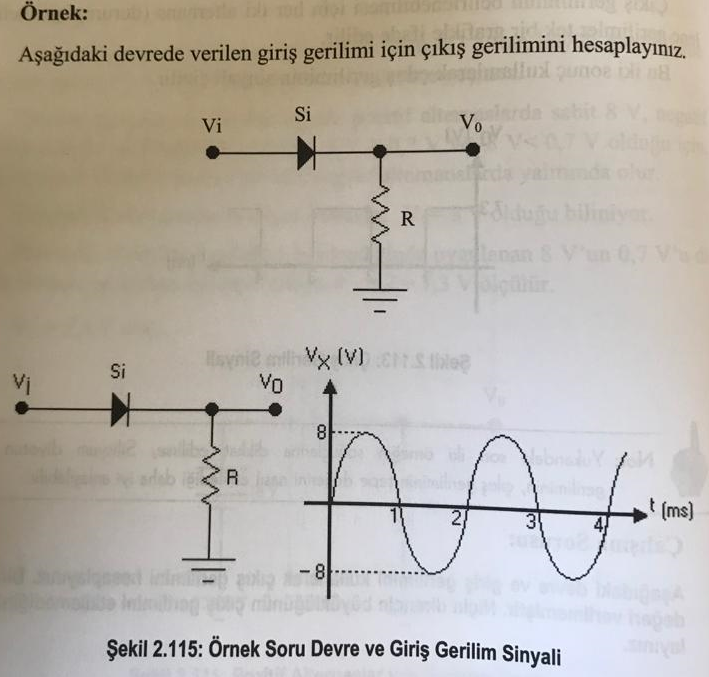 Örnek:
Aşağıdaki devrede verilen giriş gerilimi için çıkış gerilimini hesaplayınız.
Vi
Si
Vo
R
Vi
Si
Vo
R
Vx (V)
8
-8
1
2
3
4
t (ms)
Şekil 2.115: Örnek Soru Devre ve Giriş Gerilim Sinyali